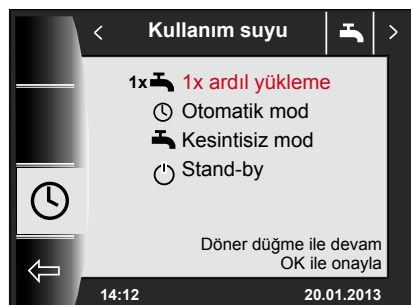 < Kullanım suyu >
1x 1x ardıl yükleme
Otomatik mod
Kesintisiz mod
Stand-by
Döner düğme ile devam
OK ile onayla
14:12 20.01.2013